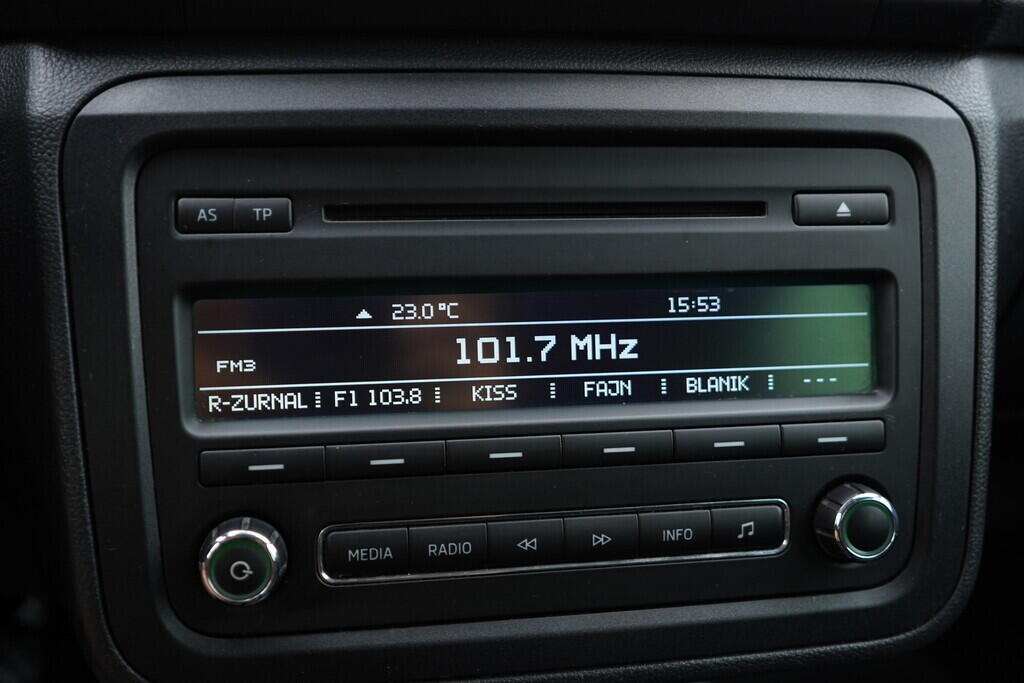 AS TP
23.0°C 15:53
101.7 MHz
FM3
R-ZURNAL F1 103.8 KISS FAJN BLANIK ---
MEDIA RADIO INFO